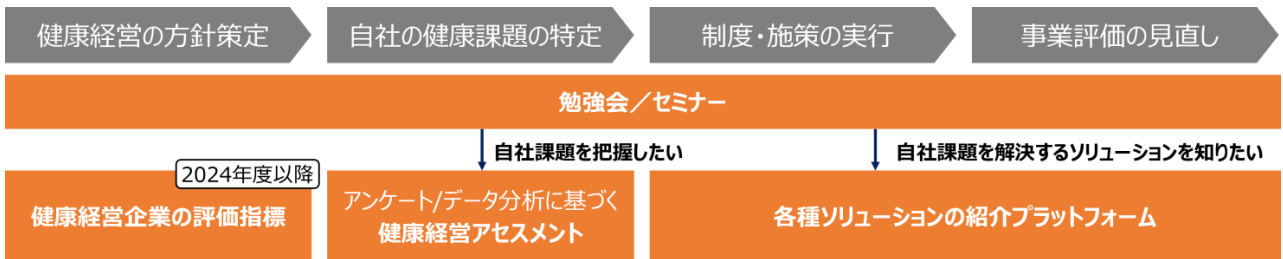 健康経営の方針策定
自社の健康課題の特定
制度・施策の実行
事業評価の見直し
勉強会／セミナー
自社課題を把握したい
自社課題を解決するソリューションを知りたい
2024年度以降
健康経営企業の評価指標
アンケート/データ分析に基づく
健康経営アセスメント
各種ソリューションの紹介プラットフォーム